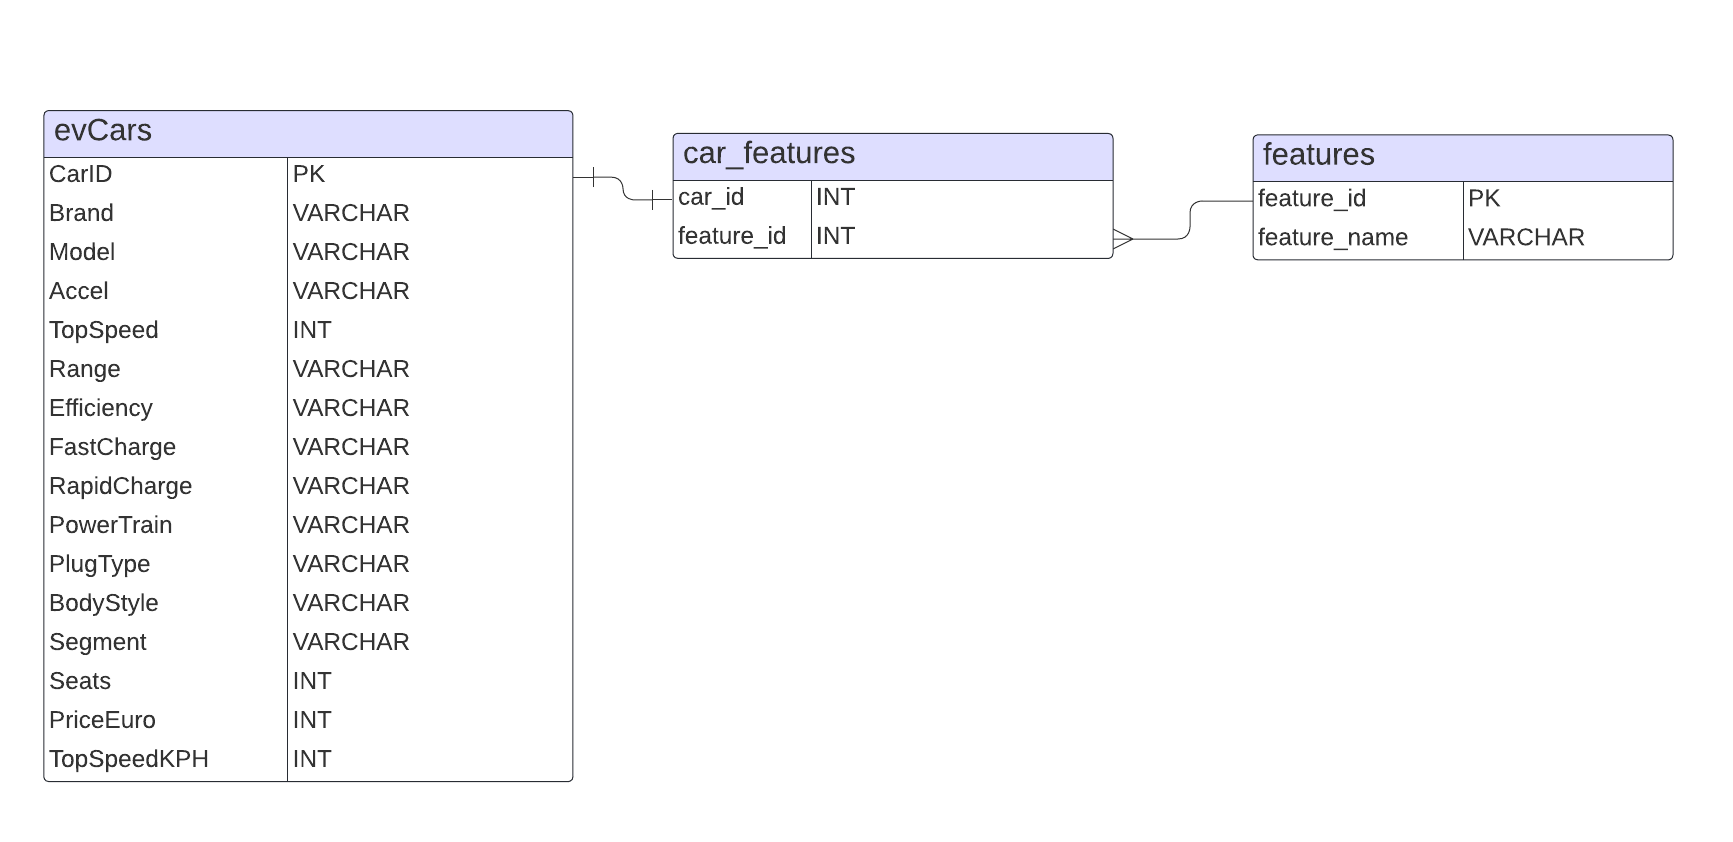 evCars
CarID PK
Brand VARCHAR
Model VARCHAR
Accel VARCHAR
TopSpeed INT
Range VARCHAR
Efficiency VARCHAR
FastCharge VARCHAR
RapidCharge VARCHAR
PowerTrain VARCHAR
PlugType VARCHAR
BodyStyle VARCHAR
Segment VARCHAR
Seats INT
PriceEuro INT
TopSpeedKPH INT
car_features
car_id INT
feature_id INT
features
feature_id PK
feature_name VARCHAR